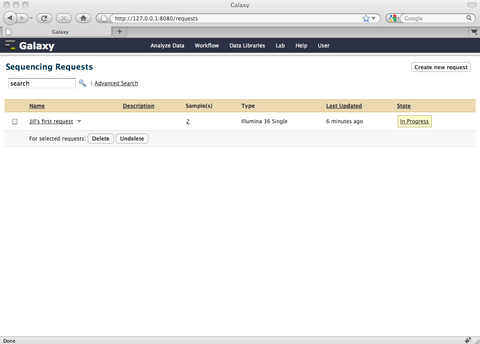 Galaxy
http://127.0.0.1:8080/requests
Google
Galaxy
Galaxy Analyze Data Workflow Data Libraries Lab Help User
Sequencing Requests
Create new request
search | Advanced Search
Name Description Sample(s) Type Last Updated State
Jill's first request 2 Illumina 36 Single 6 minutes ago In Progress
For selected requests: Delete Undelete
Done